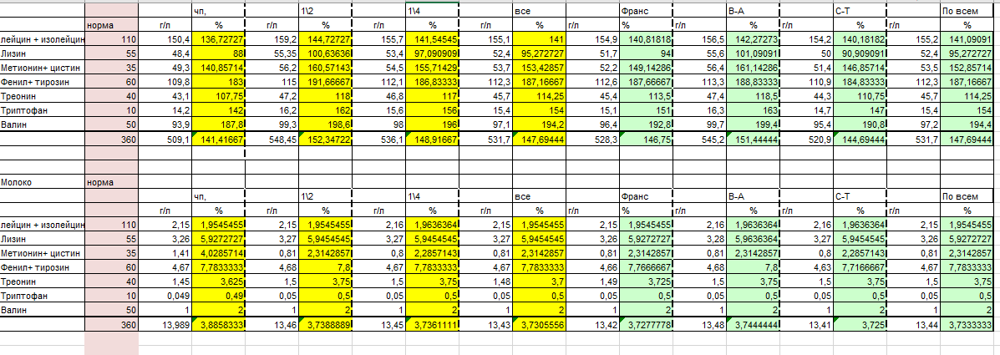 чп, 1\2 1\4 все Франс В-А С-Т По всем
норма г/л % г/л % г/л % г/л % г/л % г/л % г/л % г/л %
лейцин + изолейцин 110 150,4 136,72727 159,2 144,72727 155,7 141,54545 155,1 141 154,9 140,81818 156,5 142,27273 154,2 140,18182 155,2 141,09091
Лизин 55 48,4 88 55,35 100,63636 53,4 97,090909 52,4 95,272727 51,7 94 55,6 101,09091 50 90,909091 52,4 95,272727
Метионин+ цистин 35 49,3 140,85714 56,2 160,57143 54,5 155,71429 53,7 153,42857 52,2 149,14286 56,4 161,14286 51,4 146,85714 53,5 152,85714
Фенил+ тирозин 60 109,8 183 115 191,66667 112,1 186,83333 112,3 187,16667 112,6 187,66667 113,3 188,83333 110,9 184,83333 112,3 187,16667
Треонин 40 43,1 107,75 47,2 118 46,8 117 45,7 114,25 45,4 113,5 47,4 118,5 44,3 110,75 45,7 114,25
Триптофан 10 14,2 142 16,2 162 15,6 156 15,4 154 15,1 151 16,3 163 14,7 147 15,4 154
Валин 50 93,9 187,8 99,3 198,6 98 196 97,1 194,2 96,4 192,8 99,7 199,4 95,4 190,8 97,2 194,4
360 509,1 141,41667 548,45 152,34722 536,1 148,91667 531,7 147,69444 528,3 146,75 545,2 151,44444 520,9 144,69444 531,7 147,69444
Молоко норма
чп, 1\2 1\4 все Франс В-А С-Т По всем
г/л % г/л % г/л % г/л % г/л % г/л % г/л % г/л %
лейцин + изолейцин 110 2,15 1,9545455 2,15 1,9545455 2,16 1,9636364 2,15 1,9545455 2,15 1,9545455 2,16 1,9636364 2,16 1,9636364 2,15 1,9545455
Лизин 55 3,26 5,9272727 3,27 5,9454545 3,27 5,9454545 3,27 5,9454545 3,26 5,9272727 3,28 5,9636364 3,27 5,9454545 3,26 5,9272727
Метионин+ цистин 35 1,41 4,0285714 0,81 2,3142857 0,8 2,2857143 0,81 2,3142857 0,81 2,3142857 0,81 2,3142857 0,8 2,2857143 0,81 2,3142857
Фенил+ тирозин 60 4,67 7,7833333 4,68 7,8 4,67 7,7833333 4,67 7,7833333 4,66 7,7666667 4,68 7,8 4,63 7,7166667 4,67 7,7833333
Треонин 40 1,45 3,625 1,5 3,75 1,5 3,75 1,48 3,7 1,49 3,725 1,5 3,75 1,5 3,75 1,5 3,75
Триптофан 10 0,049 0,49 0,05 0,5 0,05 0,5 0,05 0,5 0,05 0,5 0,05 0,5 0,05 0,5 0,05 0,5
Валин 50 1 2 1 2 1 2 1 2 1 2 1 2 1 2 1 2
360 13,989 3,8858333 13,46 3,7388889 13,45 3,7361111 13,43 3,7305556 13,42 3,7277778 13,48 3,7444444 13,41 3,725 13,44 3,7333333